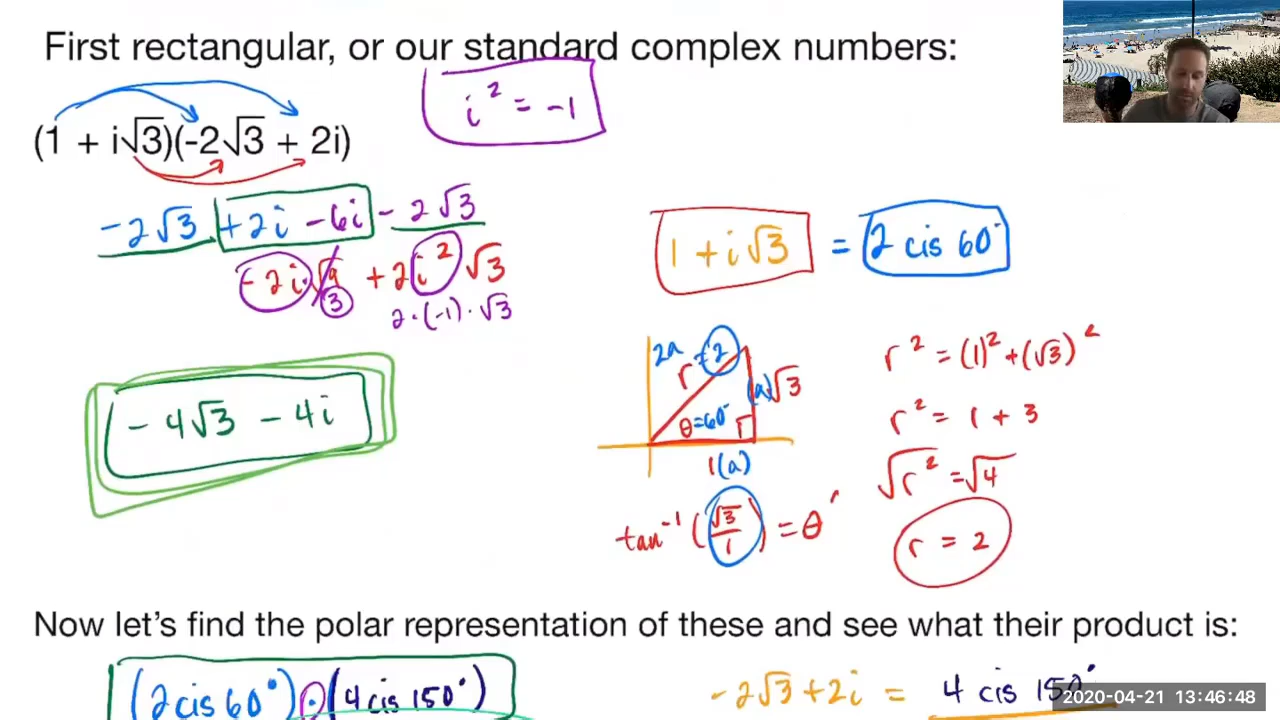 First rectangular, or our standard complex numbers:
i² = -1
(1 + i√3)(-2√3 + 2i)
-2√3 +2i -6i -2√3
-2i·√9 +2i²√3
3 2·(-1)·√3
-4√3 - 4i
1 + i√3 = 2 cis 60°
2a r = 2 (a)√3
θ=60°
1(a)
tan⁻¹(√3/1) = θ
r² = (1)² + (√3)²
r² = 1 + 3
√r² = √4
r = 2
Now let's find the polar representation of these and see what their product is:
(2 cis 60°)·(4 cis 150°)
-2√3 + 2i = 4 cis 150°
2020-04-21 13:46:48